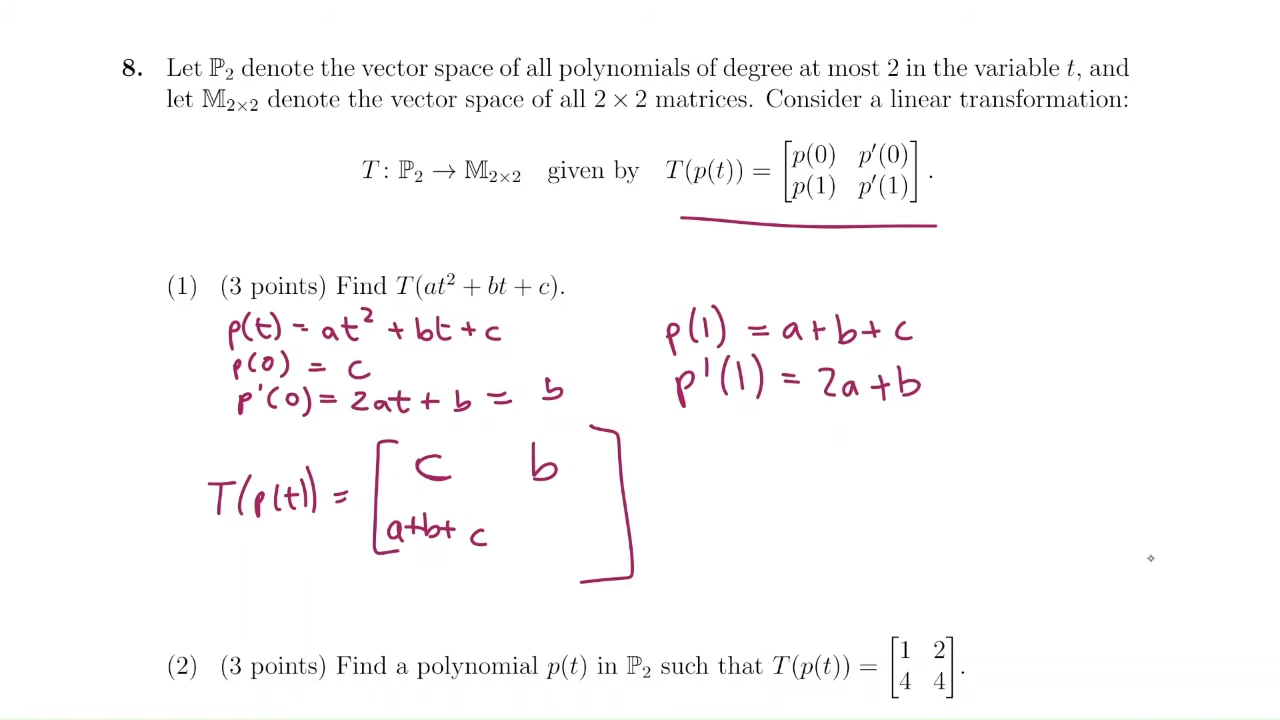 8. Let ℙ₂ denote the vector space of all polynomials of degree at most 2 in the variable t, and
let 𝕄₂ₓ₂ denote the vector space of all 2 × 2 matrices. Consider a linear transformation:
T: ℙ₂ → 𝕄₂ₓ₂ given by T(p(t)) = [p(0) p′(0)
p(1) p′(1)] .
(1) (3 points) Find T(at² + bt + c).
p(t) = at² + bt + c
p(0) = c
p'(0) = 2at + b = b
p(1) = a+b+c
p'(1) = 2a+b
T(p(t)) = [c b
a+b+c ]
(2) (3 points) Find a polynomial p(t) in ℙ₂ such that T(p(t)) = [1 2
4 4] .